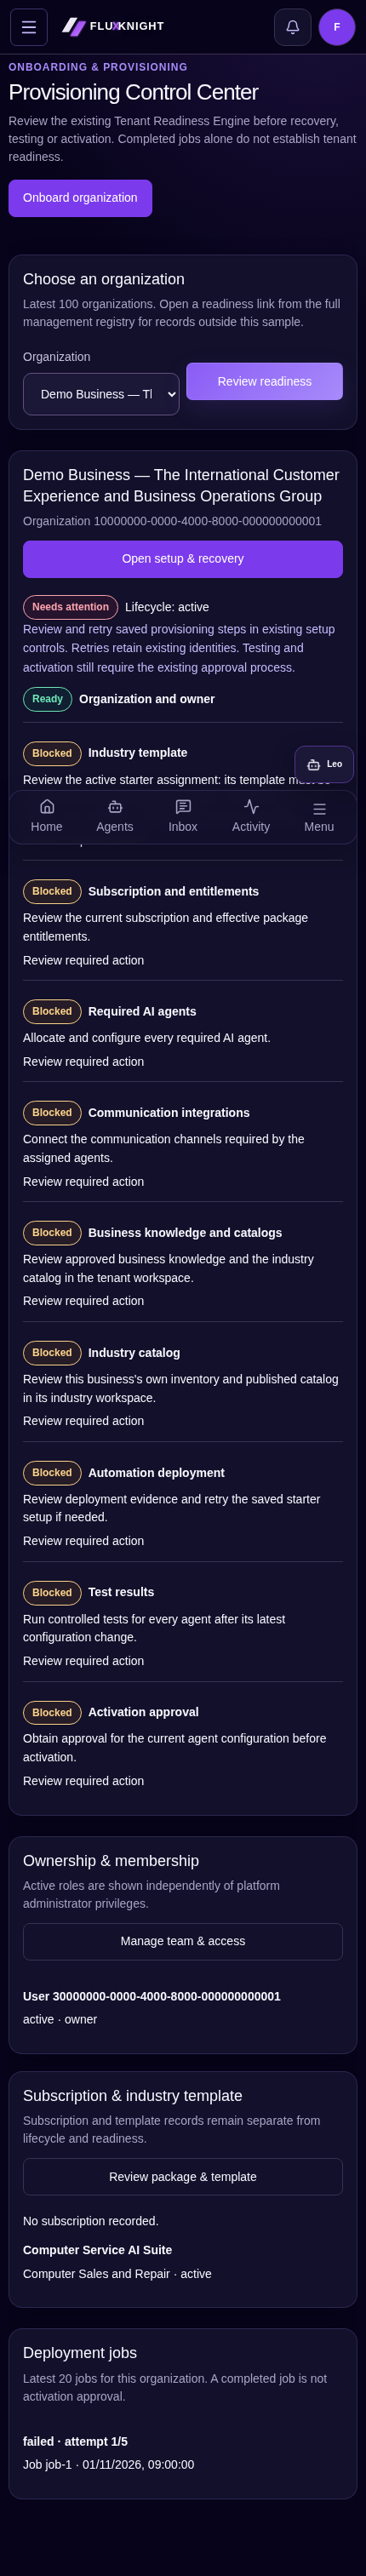 FLUXKNIGHT
F
ONBOARDING & PROVISIONING
Provisioning Control Center
Review the existing Tenant Readiness Engine before recovery,
testing or activation. Completed jobs alone do not establish tenant
readiness.
Onboard organization
Choose an organization
Latest 100 organizations. Open a readiness link from the full
management registry for records outside this sample.
Organization
Demo Business — Tl
Review readiness
Demo Business — The International Customer
Experience and Business Operations Group
Organization 10000000-0000-4000-8000-000000000001
Open setup & recovery
Needs attention Lifecycle: active
Review and retry saved provisioning steps in existing setup
controls. Retries retain existing identities. Testing and
activation still require the existing approval process.
Ready Organization and owner
Blocked Industry template
Leo
Review the active starter assignment: its template must be
Home Agents Inbox Activity Menu
Blocked Subscription and entitlements
Review the current subscription and effective package
entitlements.
Review required action
Blocked Required AI agents
Allocate and configure every required AI agent.
Review required action
Blocked Communication integrations
Connect the communication channels required by the
assigned agents.
Review required action
Blocked Business knowledge and catalogs
Review approved business knowledge and the industry
catalog in the tenant workspace.
Review required action
Blocked Industry catalog
Review this business's own inventory and published catalog
in its industry workspace.
Review required action
Blocked Automation deployment
Review deployment evidence and retry the saved starter
setup if needed.
Review required action
Blocked Test results
Run controlled tests for every agent after its latest
configuration change.
Review required action
Blocked Activation approval
Obtain approval for the current agent configuration before
activation.
Review required action
Ownership & membership
Active roles are shown independently of platform
administrator privileges.
Manage team & access
User 30000000-0000-4000-8000-000000000001
active · owner
Subscription & industry template
Subscription and template records remain separate from
lifecycle and readiness.
Review package & template
No subscription recorded.
Computer Service AI Suite
Computer Sales and Repair · active
Deployment jobs
Latest 20 jobs for this organization. A completed job is not
activation approval.
failed · attempt 1/5
Job job-1 · 01/11/2026, 09:00:00